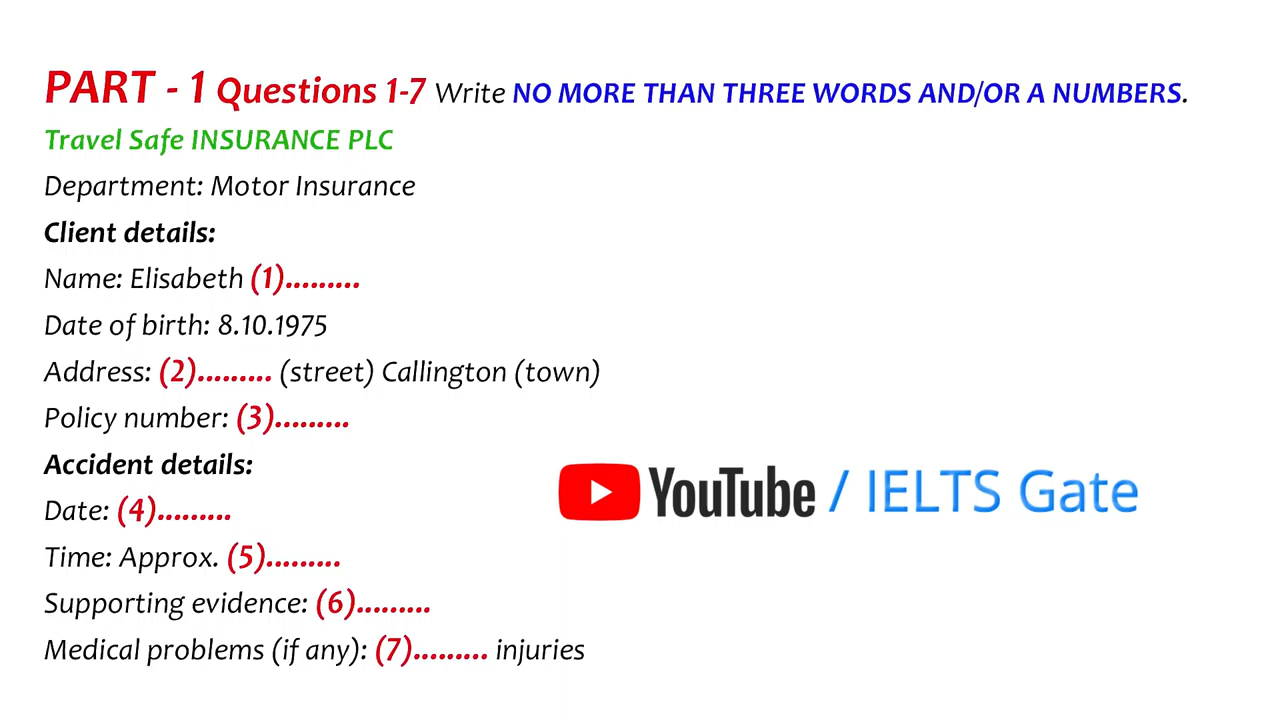 PART - 1 Questions 1-7 Write NO MORE THAN THREE WORDS AND/OR A NUMBERS.
Travel Safe INSURANCE PLC
Department: Motor Insurance
Client details:
Name: Elisabeth (1).........
Date of birth: 8.10.1975
Address: (2)......... (street) Callington (town)
Policy number: (3).........
Accident details:
Date: (4).........
YouTube / IELTS Gate
Time: Approx. (5).........
Supporting evidence: (6).........
Medical problems (if any): (7)......... injuries